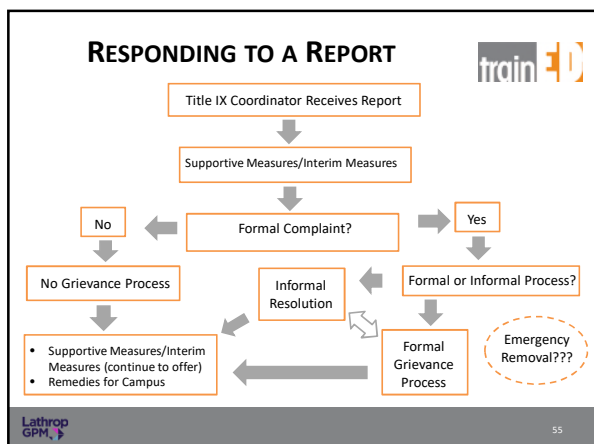 RESPONDING TO A REPORT
trainED
Title IX Coordinator Receives Report
Supportive Measures/Interim Measures
No
Formal Complaint?
Yes
No Grievance Process
Informal
Resolution
Formal or Informal Process?
• Supportive Measures/Interim
Measures (continue to offer)
• Remedies for Campus
Formal
Grievance
Process
Emergency
Removal???
Lathrop
GPM
55